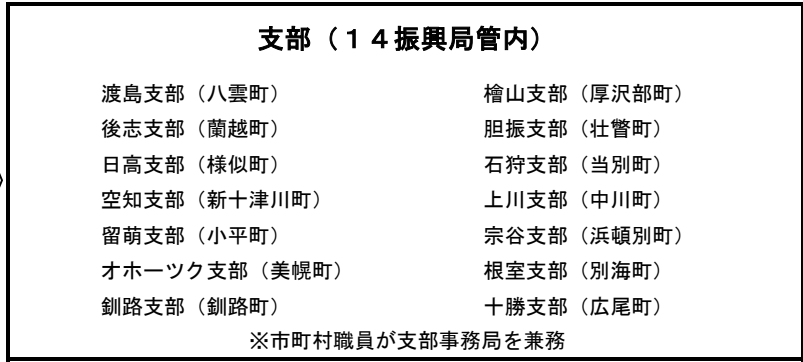 支部（１４振興局管内）
渡島支部（八雲町） 檜山支部（厚沢部町）
後志支部（蘭越町） 胆振支部（壮瞥町）
日高支部（様似町） 石狩支部（当別町）
空知支部（新十津川町） 上川支部（中川町）
留萌支部（小平町） 宗谷支部（浜頓別町）
オホーツク支部（美幌町） 根室支部（別海町）
釧路支部（釧路町） 十勝支部（広尾町）
※市町村職員が支部事務局を兼務